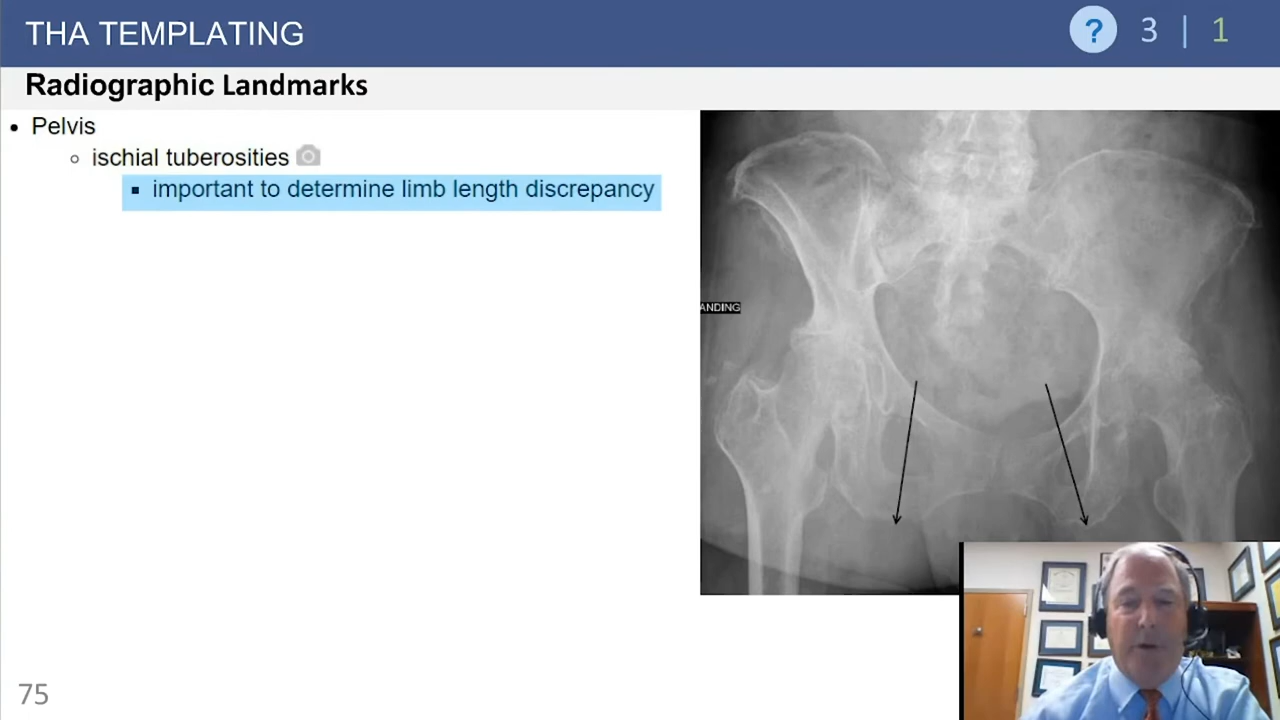 THA TEMPLATING
? 3 | 1
Radiographic Landmarks
• Pelvis
○ ischial tuberosities
▪ important to determine limb length discrepancy
ANDING
75